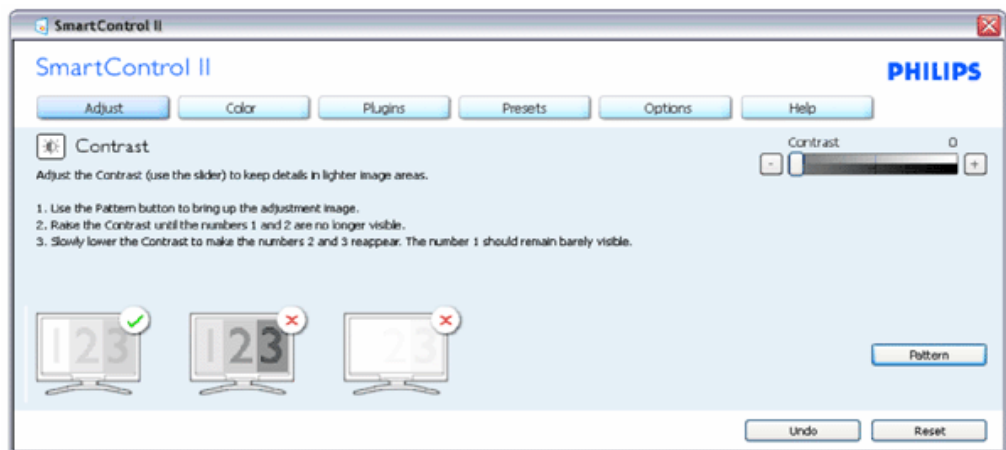 SmartControl II
SmartControl II
PHILIPS
Adjust Color Plugins Presets Options Help
Contrast
Contrast 0
- +
Adjust the Contrast (use the slider) to keep details in lighter image areas.
1. Use the Pattern button to bring up the adjustment image.
2. Raise the Contrast until the numbers 1 and 2 are no longer visible.
3. Slowly lower the Contrast to make the numbers 2 and 3 reappear. The number 1 should remain barely visible.
123 123 23
Pattern
Undo Reset